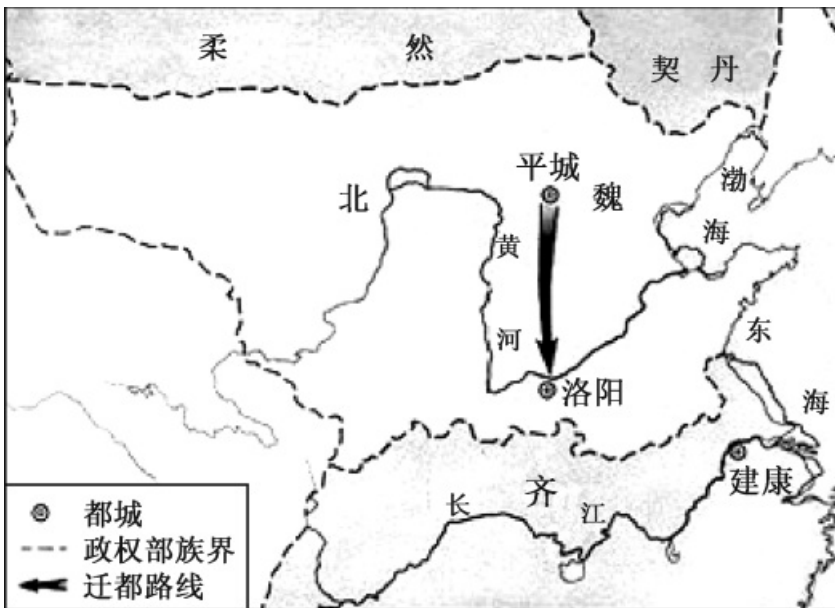 柔然
契丹
平城
北魏
渤海
黄河
东海
洛阳
建康
齐
长江
都城
政权部族界
迁都路线